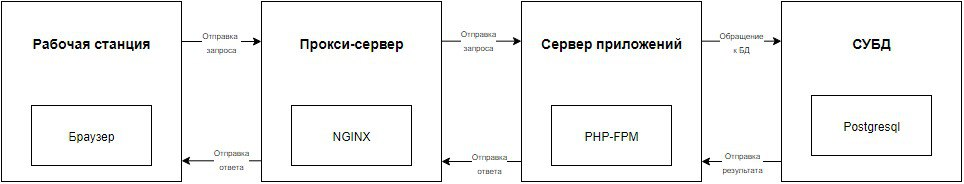 Рабочая станция
Отправка
запроса
Прокси-сервер
Отправка
запроса
Сервер приложений
Обращение
к БД
СУБД
Браузер
NGINX
PHP-FPM
Postgresql
Отправка
ответа
Отправка
ответа
Отправка
результата